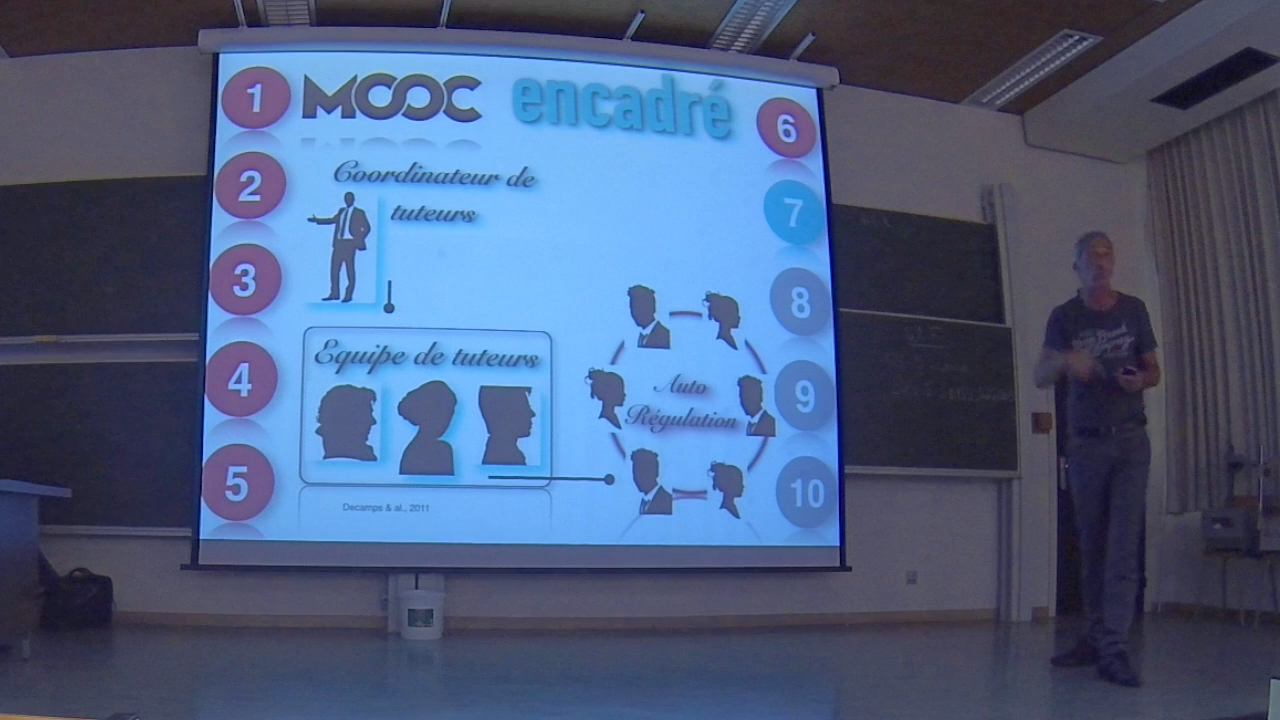 1
MOOC encadré
6
2
Coordinateur de
tuteurs
7
3
8
4
Equipe de tuteurs
Auto
Régulation
9
5
Decamps & al., 2011
10